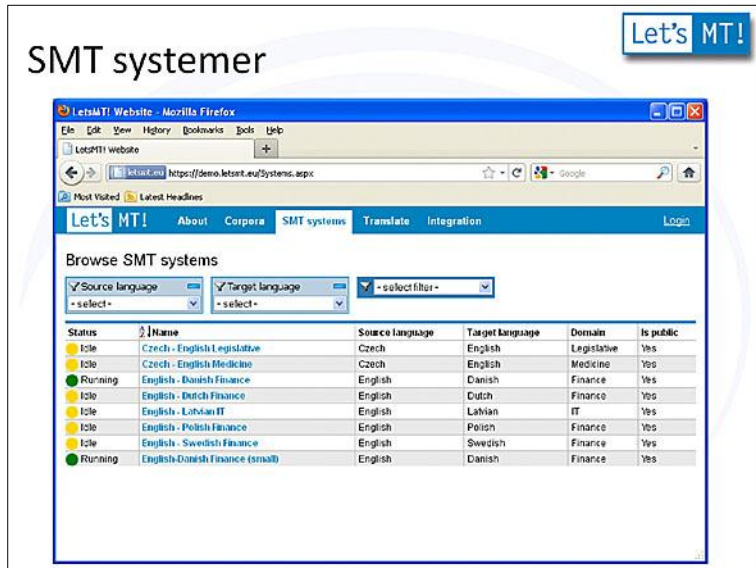 Let's MT!
SMT systemer
LetsMT! Website - Mozilla Firefox
File Edit View History Bookmarks Tools Help
LetsMT! Website
letsmt.eu https://demo.letsmt.eu/Systems.aspx Google
Most Visited Latest Headlines
Let's MT! About Corpora SMT systems Translate Integration Login
Browse SMT systems
Source language Target language - select filter -
- select - - select -
Status Name Source language Target language Domain Is public
Idle Czech - English Legislative Czech English Legislative Yes
Idle Czech - English Medicine Czech English Medicine Yes
Running English - Danish Finance English Danish Finance Yes
Idle English - Dutch Finance English Dutch Finance Yes
Idle English - Latvian IT English Latvian IT Yes
Idle English - Polish Finance English Polish Finance Yes
Idle English - Swedish Finance English Swedish Finance Yes
Running English-Danish Finance (small) English Danish Finance Yes